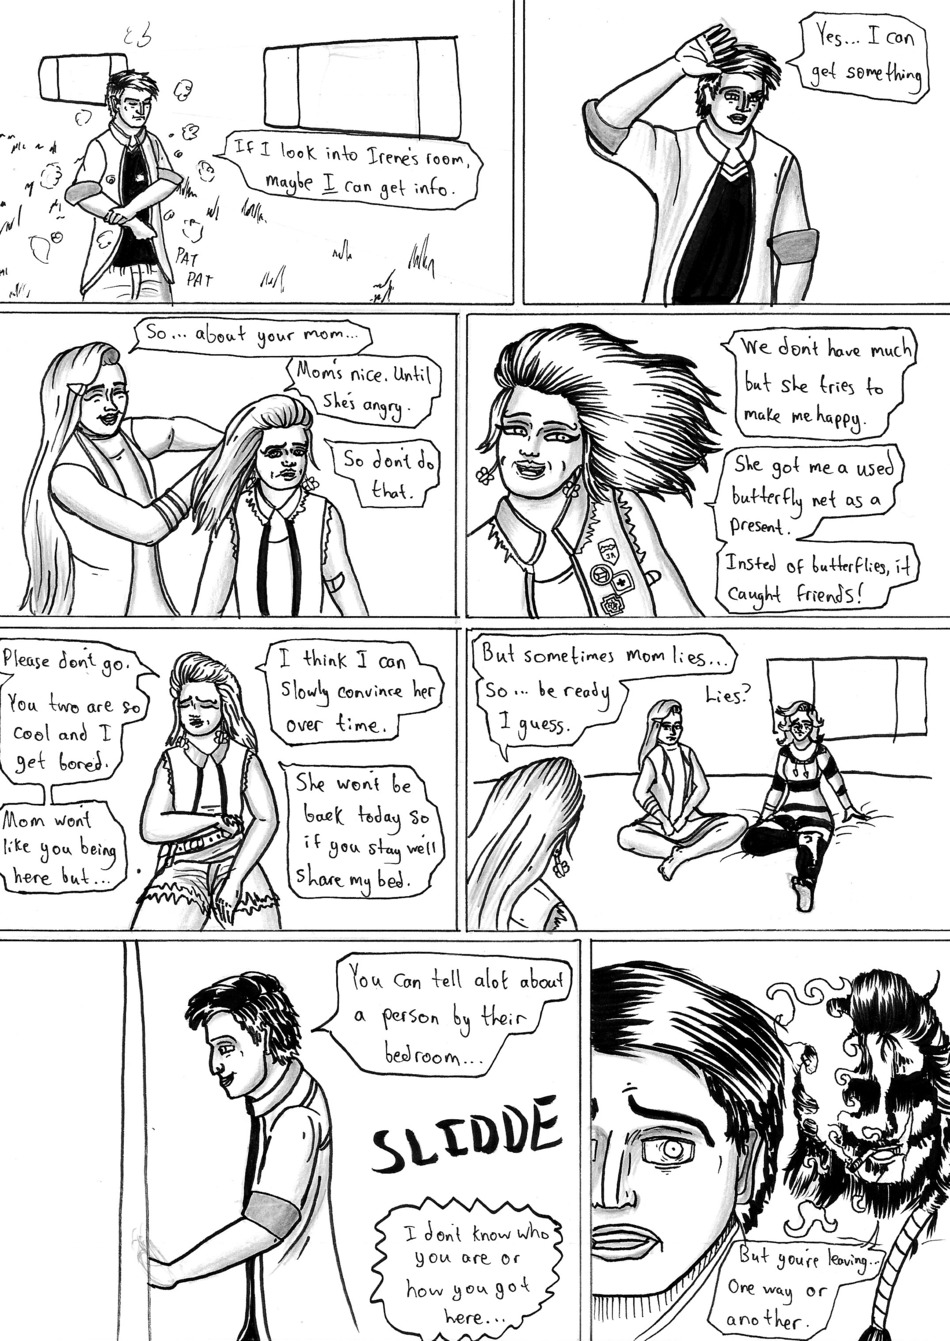 If I look into Irene's room,
maybe I can get info.
PAT
PAT
Yes... I can
get something
So... about your mom...
Mom's nice. Until
She's angry.
So don't do
that.
We don't have much
but she tries to
make me happy.
She got me a used
butterfly net as a
present.
Insted of butterflies, it
caught friends!
Please don't go.
You two are so
cool and I
get bored.
Mom won't
like you being
here but...
I think I can
slowly convince her
over time.
She won't be
back today so
if you stay we'll
share my bed.
But sometimes mom lies...
So... be ready
I guess.
Lies?
You can tell alot about
a person by their
bedroom...
SLIDDE
I don't know who
you are or
how you got
here...
But you're leaving...
One way or
another.